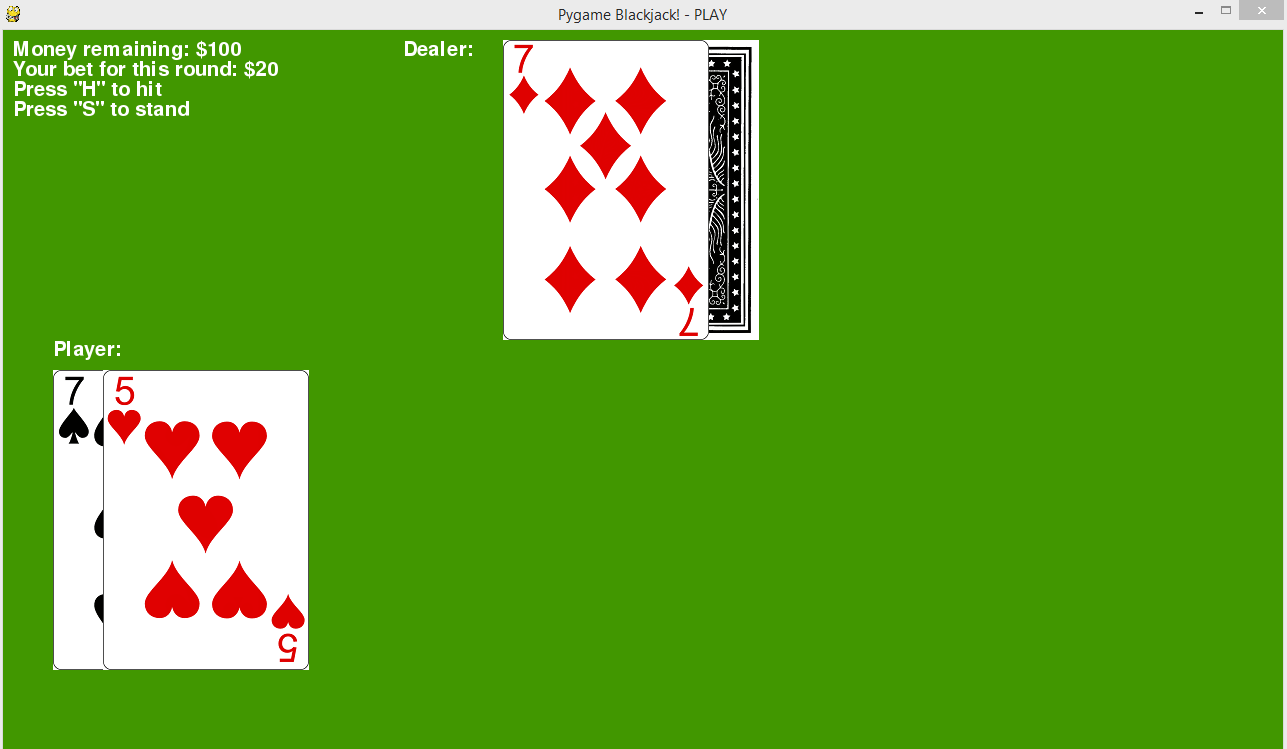 Pygame Blackjack! - PLAY
Money remaining: $100
Your bet for this round: $20
Press "H" to hit
Press "S" to stand
Dealer:
7
7
Player:
7
5
5